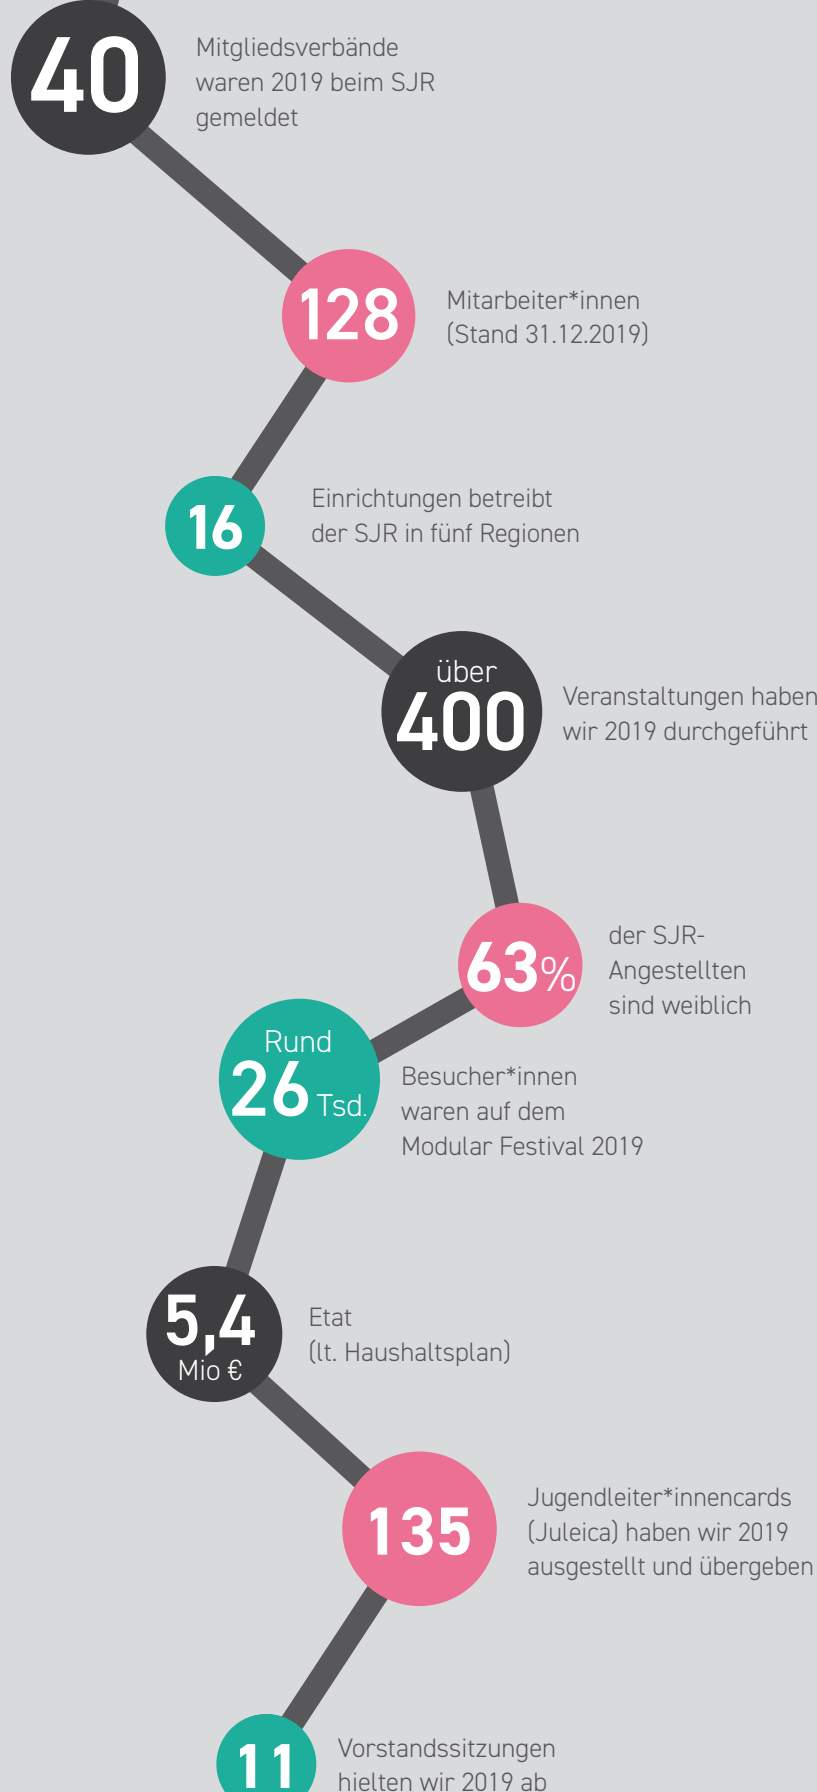 40
Mitgliedsverbände
waren 2019 beim SJR
gemeldet
128
Mitarbeiter*innen
(Stand 31.12.2019)
16
Einrichtungen betreibt
der SJR in fünf Regionen
über
400
Veranstaltungen haben
wir 2019 durchgeführt
63%
der SJR-
Angestellten
sind weiblich
Rund
26 Tsd.
Besucher*innen
waren auf dem
Modular Festival 2019
5,4
Mio €
Etat
(lt. Haushaltsplan)
135
Jugendleiter*innencards
(Juleica) haben wir 2019
ausgestellt und übergeben
11
Vorstandssitzungen
hielten wir 2019 ab